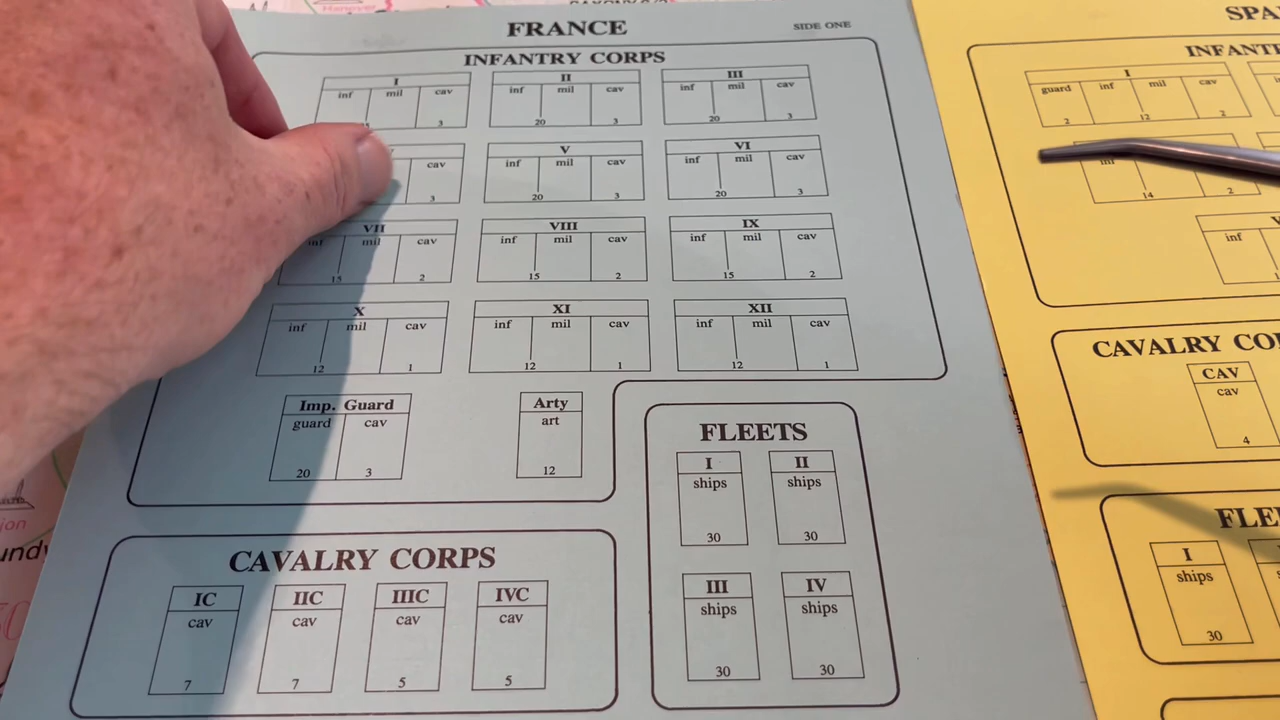 Hanover
FRANCE
SIDE ONE
INFANTRY CORPS
I II III
inf mil cav inf mil cav inf mil cav
3 20 3 20 3
V VI
cav inf mil cav inf mil cav
3 20 3 20 3
VII VIII IX
inf mil cav inf mil cav inf mil cav
15 2 15 2 15 2
X XI XII
inf mil cav inf mil cav inf mil cav
12 1 12 1 12 1
Imp. Guard Arty
guard cav art
20 3 12
FLEETS
I II
ships ships
30 30
III IV
ships ships
30 30
CAVALRY CORPS
IC IIC IIIC IVC
cav cav cav cav
7 7 5 5
SPA
INFANT
I
guard inf mil cav
2 12 2
inf
14 2
inf
CAVALRY CO
CAV
cav
4
FLE
I
ships
30